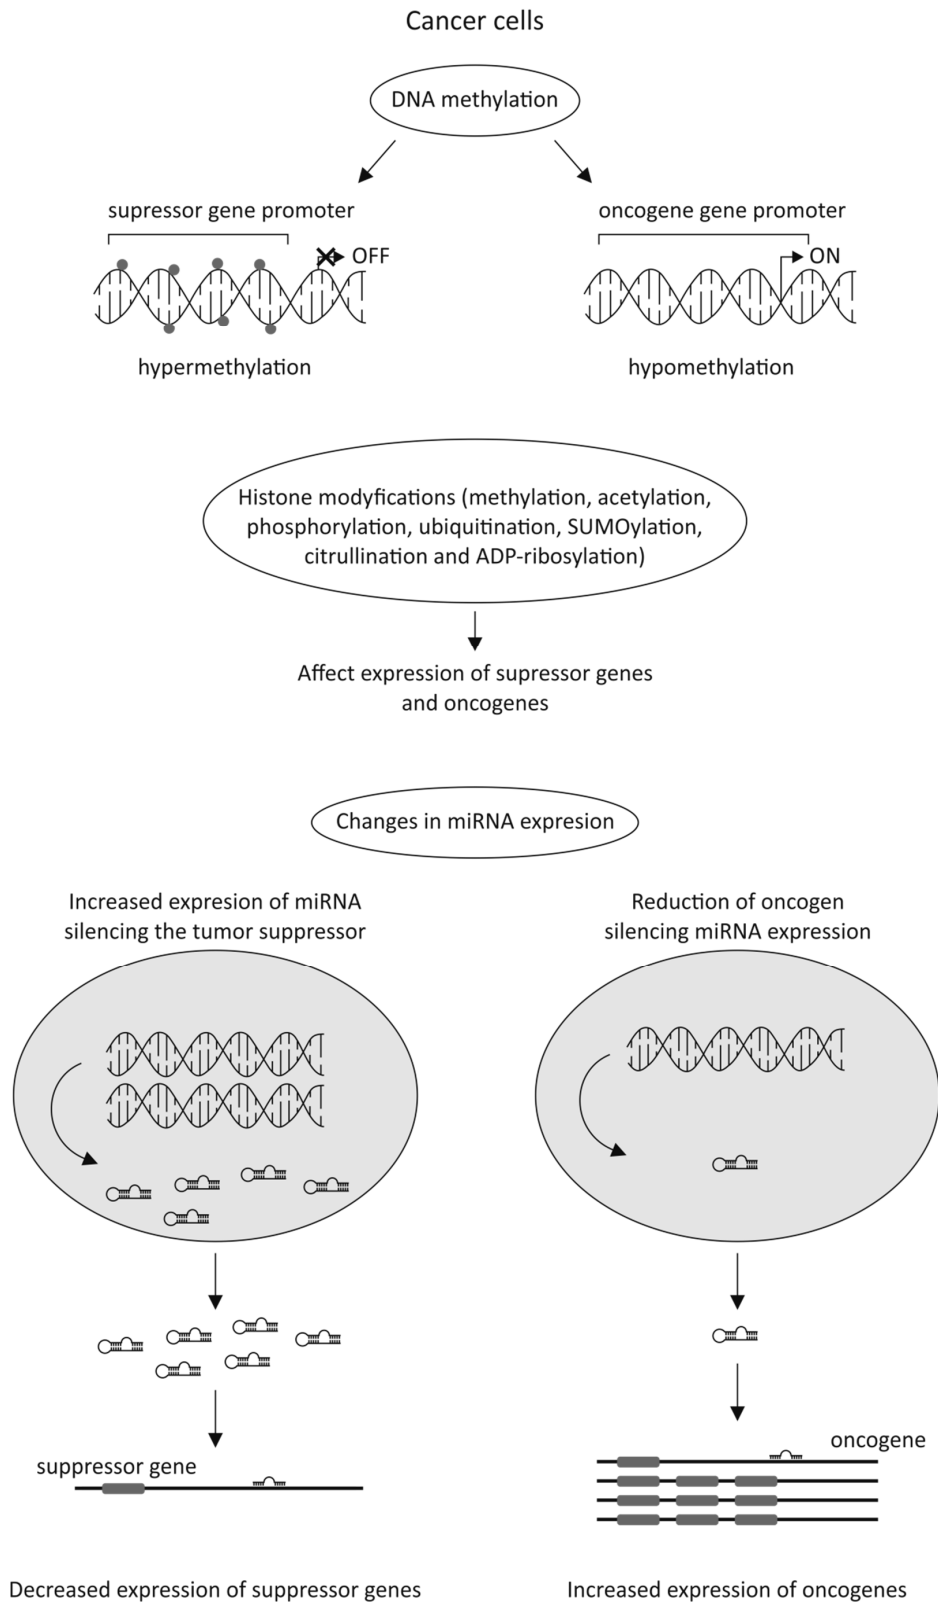 Cancer cells
DNA methylation
supressor gene promoter
OFF
hypermethylation
oncogene gene promoter
ON
hypomethylation
Histone modyfications (methylation, acetylation,
phosphorylation, ubiquitination, SUMOylation,
citrullination and ADP-ribosylation)
Affect expression of supressor genes
and oncogenes
Changes in miRNA expresion
Increased expresion of miRNA
silencing the tumor suppressor
Reduction of oncogen
silencing miRNA expression
suppressor gene
oncogene
Decreased expression of suppressor genes
Increased expression of oncogenes